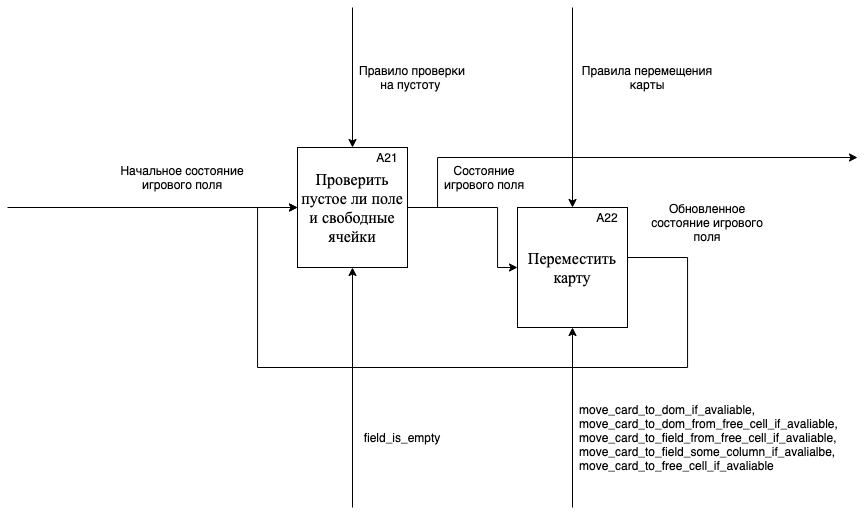 Правило проверки
на пустоту
Правила перемещения
карты
A21
Проверить
пустое ли поле
и свободные
ячейки
Начальное состояние
игрового поля
Состояние
игрового поля
A22
Переместить
карту
Обновленное
состояние игрового
поля
field_is_empty
move_card_to_dom_if_avaliable,
move_card_to_dom_from_free_cell_if_avaliable,
move_card_to_field_from_free_cell_if_avaliable,
move_card_to_field_some_column_if_avalialbe,
move_card_to_free_cell_if_avaliable